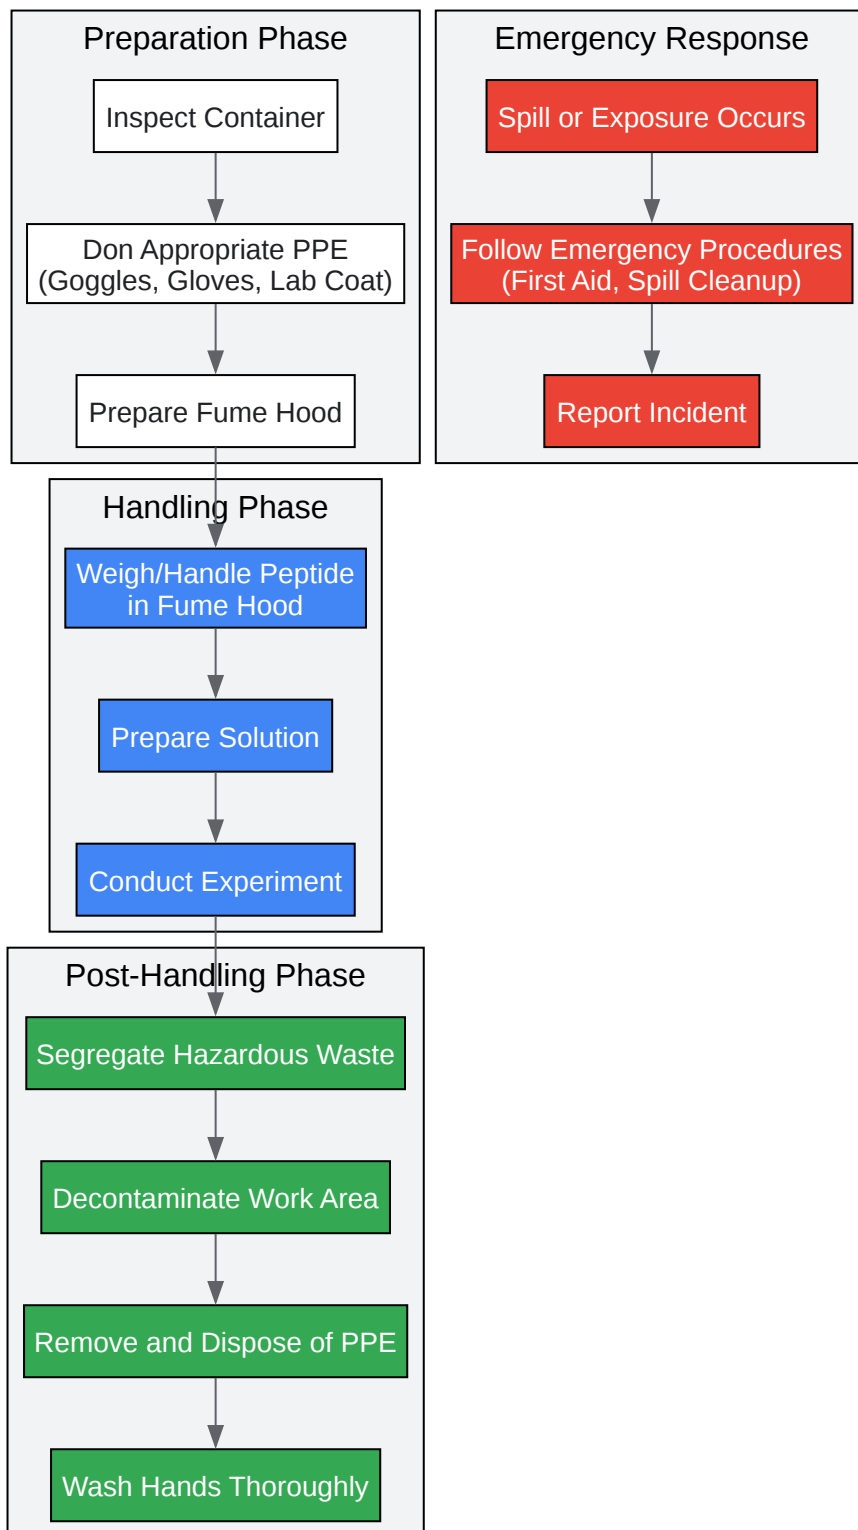 Preparation Phase
Inspect Container
Don Appropriate PPE
(Goggles, Gloves, Lab Coat)
Prepare Fume Hood
Emergency Response
Spill or Exposure Occurs
Follow Emergency Procedures
(First Aid, Spill Cleanup)
Report Incident
Handling Phase
Weigh/Handle Peptide
in Fume Hood
Prepare Solution
Conduct Experiment
Post-Handling Phase
Segregate Hazardous Waste
Decontaminate Work Area
Remove and Dispose of PPE
Wash Hands Thoroughly